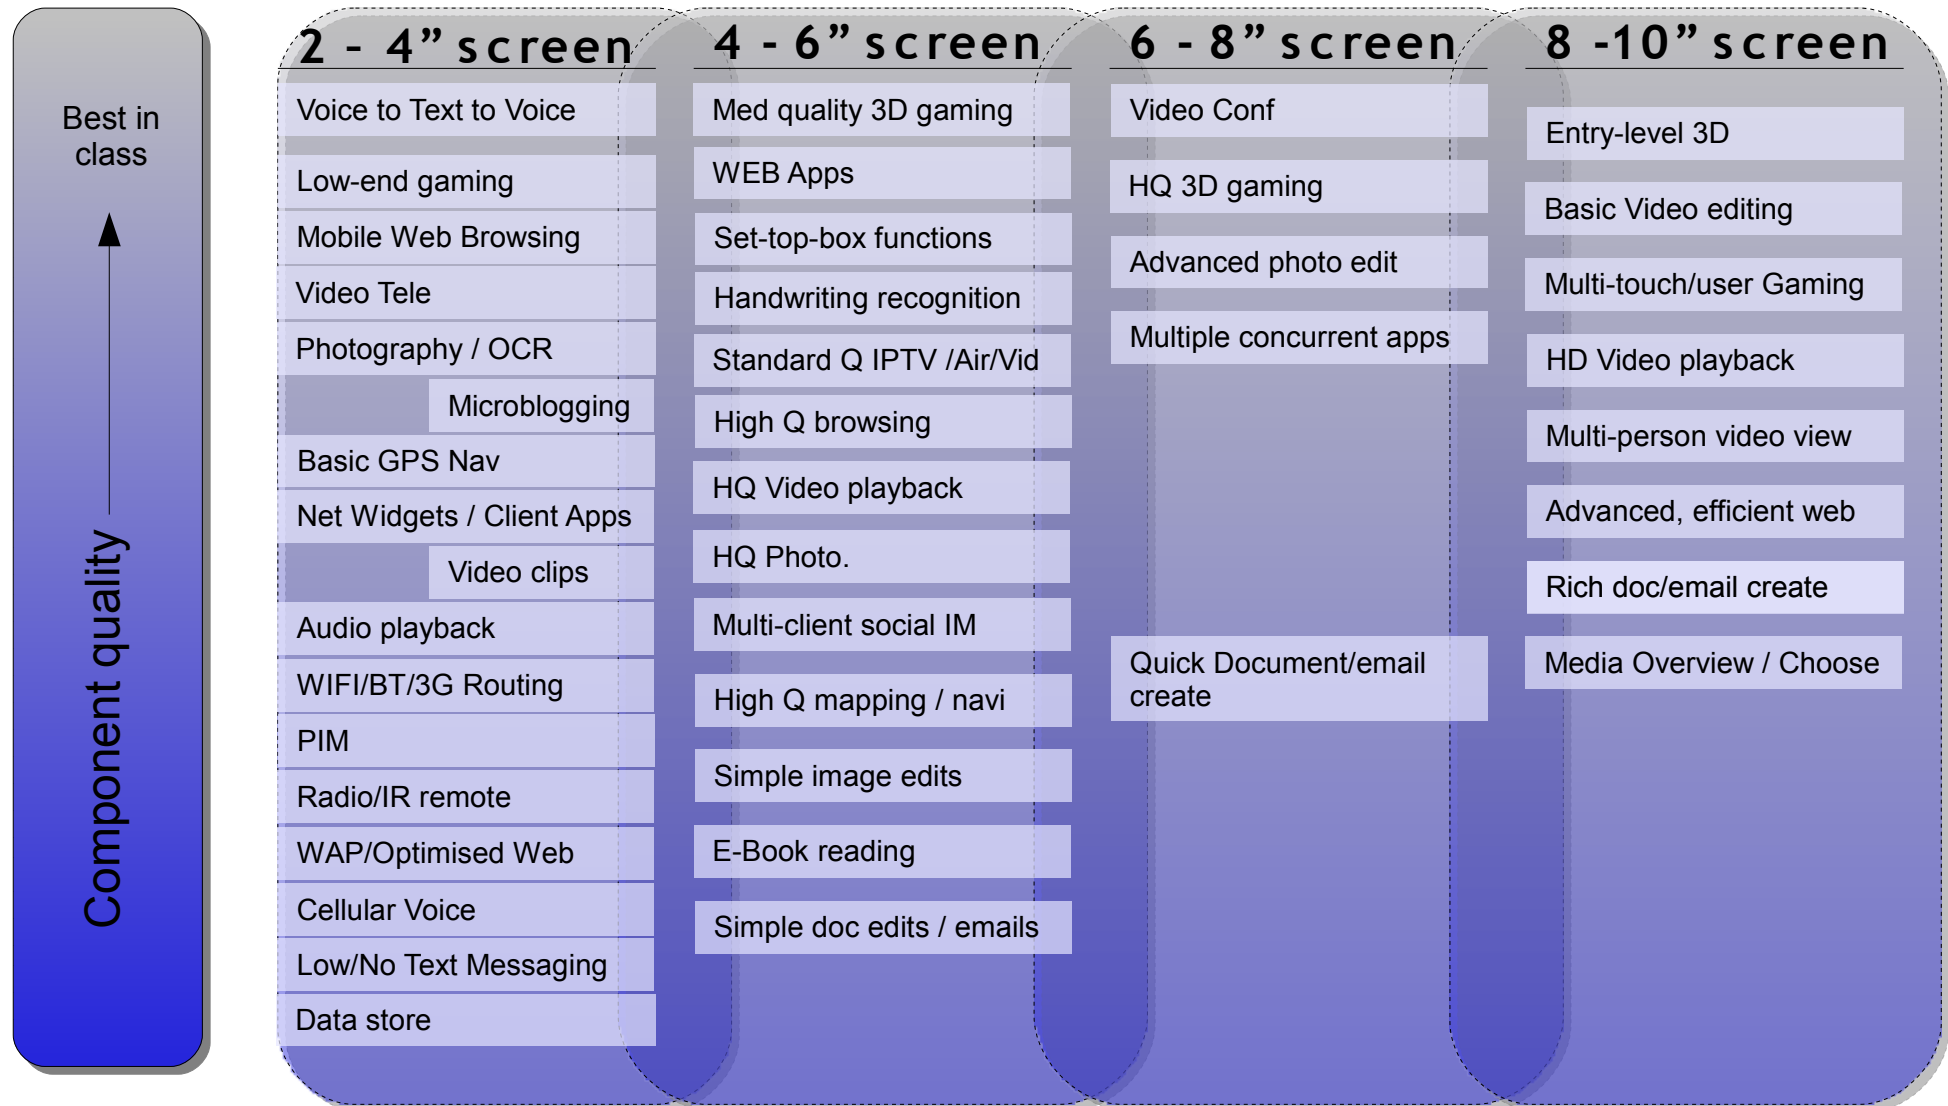 Best in
class
Component quality
2 - 4” screen
Voice to Text to Voice
Low-end gaming
Mobile Web Browsing
Video Tele
Photography / OCR
Microblogging
Basic GPS Nav
Net Widgets / Client Apps
Video clips
Audio playback
WIFI/BT/3G Routing
PIM
Radio/IR remote
WAP/Optimised Web
Cellular Voice
Low/No Text Messaging
Data store
4 - 6” screen
Med quality 3D gaming
WEB Apps
Set-top-box functions
Handwriting recognition
Standard Q IPTV /Air/Vid
High Q browsing
HQ Video playback
HQ Photo.
Multi-client social IM
High Q mapping / navi
Simple image edits
E-Book reading
Simple doc edits / emails
6 - 8” screen
Video Conf
HQ 3D gaming
Advanced photo edit
Multiple concurrent apps
Quick Document/email
create
8 -10” screen
Entry-level 3D
Basic Video editing
Multi-touch/user Gaming
HD Video playback
Multi-person video view
Advanced, efficient web
Rich doc/email create
Media Overview / Choose